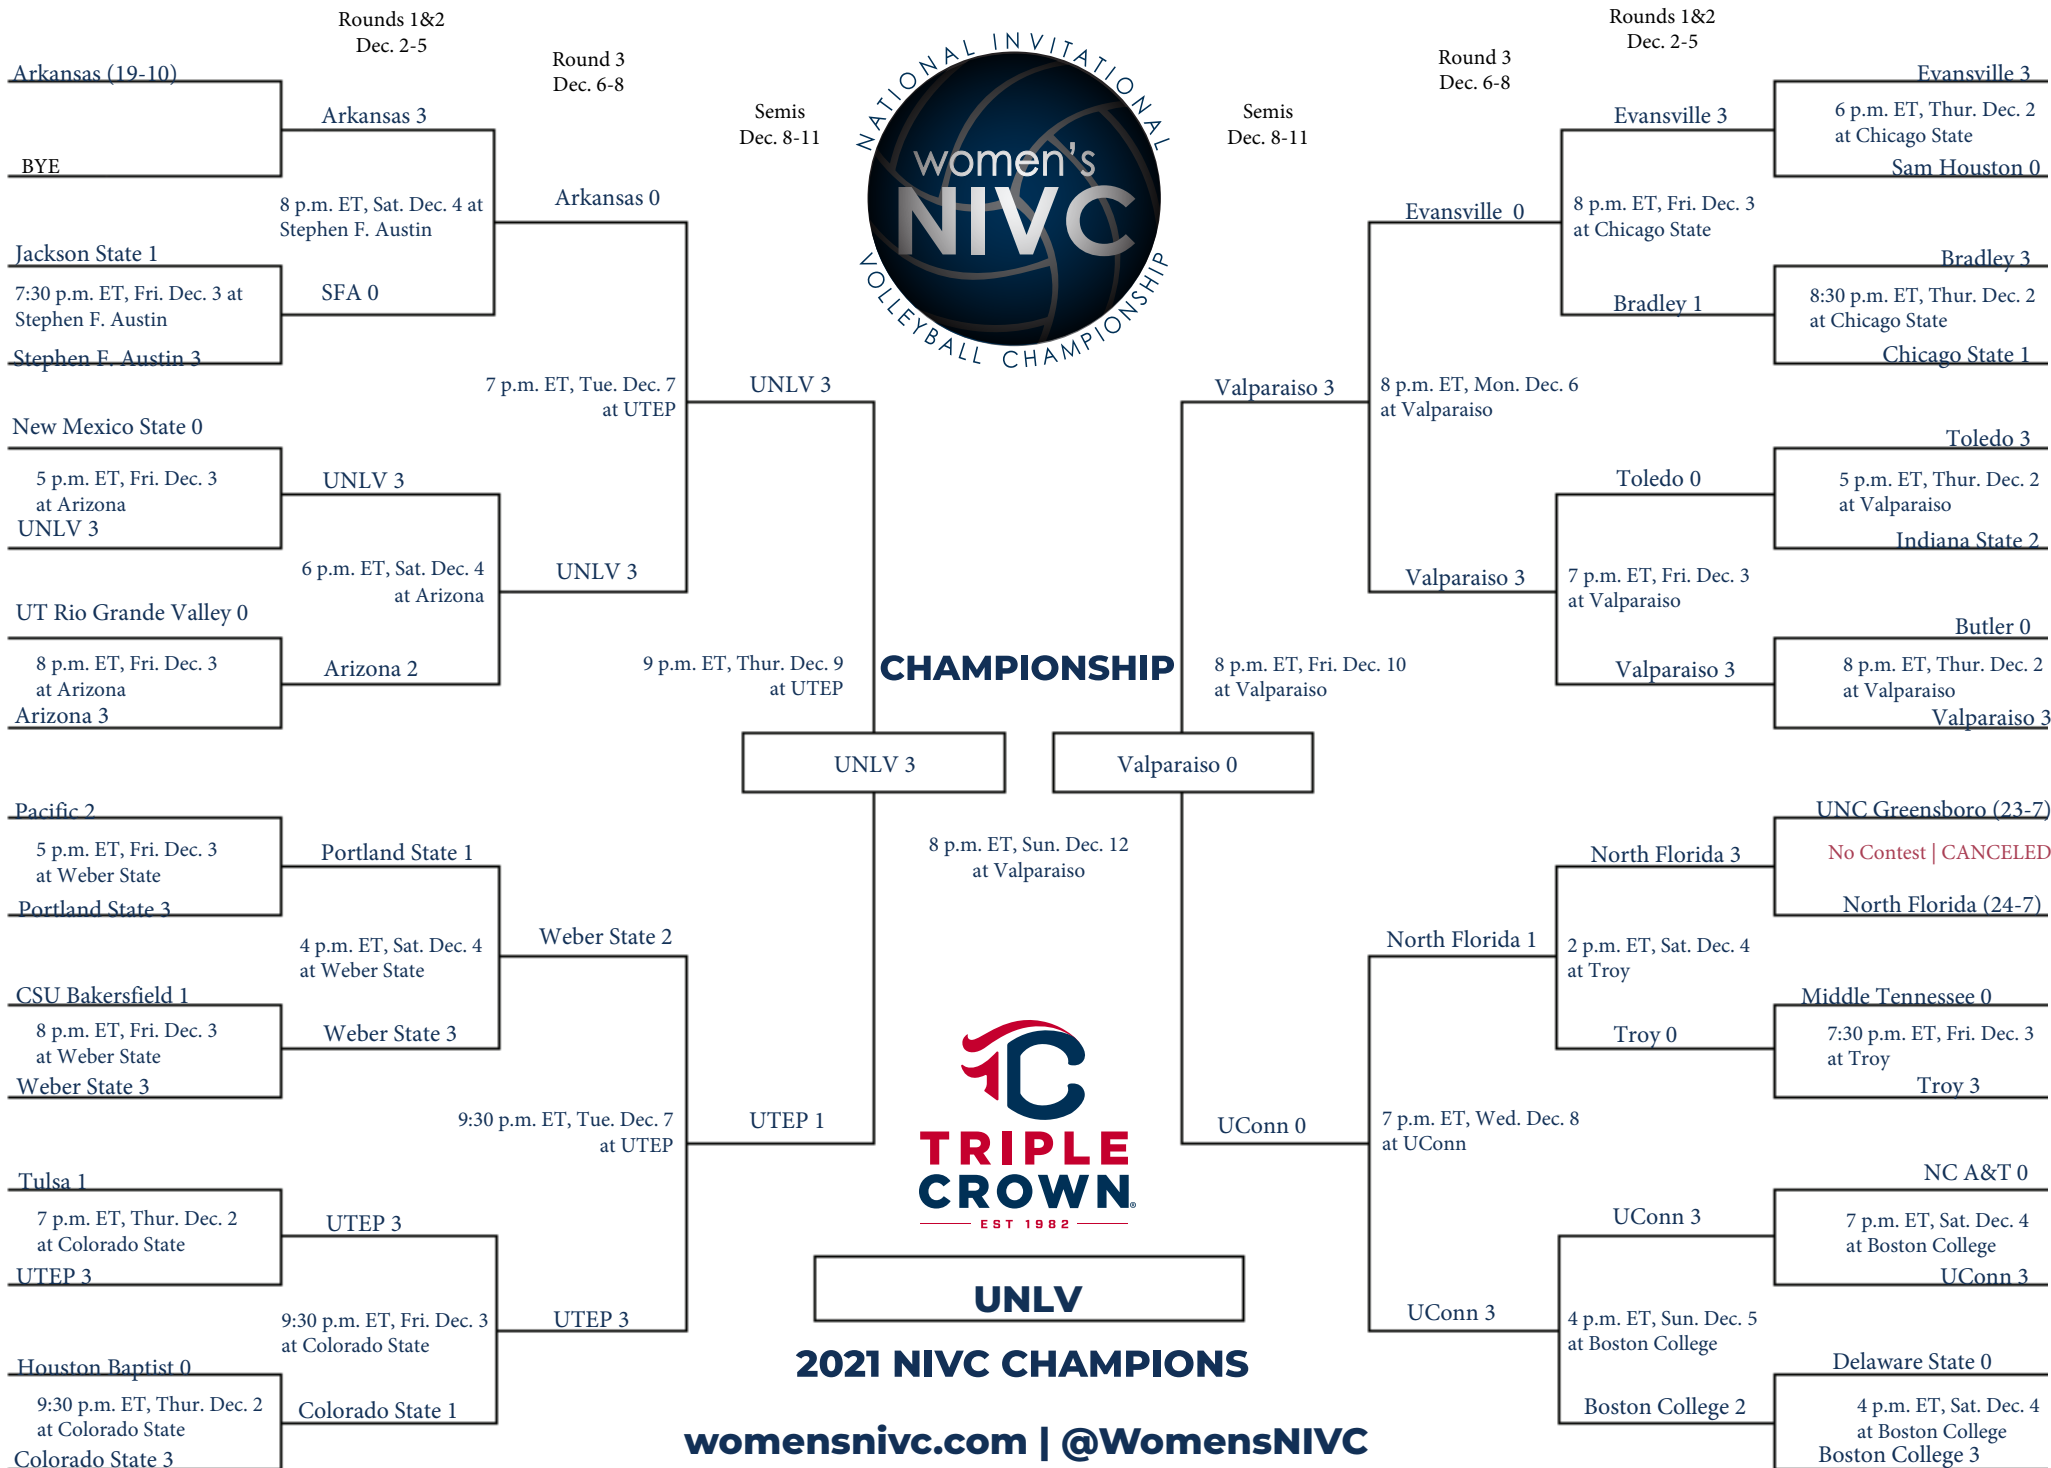 Rounds 1&2
Dec. 2-5
Round 3
Dec. 6-8
Semis
Dec. 8-11
Arkansas (19-10)
BYE
Arkansas 3
8 p.m. ET, Sat. Dec. 4 at
Stephen F. Austin
Jackson State 1
7:30 p.m. ET, Fri. Dec. 3 at
Stephen F. Austin
Stephen F. Austin 3
SFA 0
Arkansas 0
7 p.m. ET, Tue. Dec. 7
at UTEP
New Mexico State 0
5 p.m. ET, Fri. Dec. 3
at Arizona
UNLV 3
UNLV 3
6 p.m. ET, Sat. Dec. 4
at Arizona
UT Rio Grande Valley 0
8 p.m. ET, Fri. Dec. 3
at Arizona
Arizona 3
Arizona 2
UNLV 3
UNLV 3
9 p.m. ET, Thur. Dec. 9
at UTEP
Pacific 2
5 p.m. ET, Fri. Dec. 3
at Weber State
Portland State 3
Portland State 1
4 p.m. ET, Sat. Dec. 4
at Weber State
CSU Bakersfield 1
8 p.m. ET, Fri. Dec. 3
at Weber State
Weber State 3
Weber State 3
Weber State 2
9:30 p.m. ET, Tue. Dec. 7
at UTEP
Tulsa 1
7 p.m. ET, Thur. Dec. 2
at Colorado State
UTEP 3
UTEP 3
9:30 p.m. ET, Fri. Dec. 3
at Colorado State
Houston Baptist 0
9:30 p.m. ET, Thur. Dec. 2
at Colorado State
Colorado State 3
Colorado State 1
UTEP 3
UTEP 1
NATIONAL INVITATIONAL
women's
NIVC
VOLLEYBALL CHAMPIONSHIP
CHAMPIONSHIP
UNLV 3
Valparaiso 0
8 p.m. ET, Sun. Dec. 12
at Valparaiso
TC
TRIPLE
CROWN®
EST 1982
UNLV
2021 NIVC CHAMPIONS
womensnivc.com | @WomensNIVC
Semis
Dec. 8-11
Round 3
Dec. 6-8
Rounds 1&2
Dec. 2-5
Evansville 3
6 p.m. ET, Thur. Dec. 2
at Chicago State
Sam Houston 0
Evansville 3
8 p.m. ET, Fri. Dec. 3
at Chicago State
Bradley 3
8:30 p.m. ET, Thur. Dec. 2
at Chicago State
Chicago State 1
Bradley 1
Evansville 0
8 p.m. ET, Mon. Dec. 6
at Valparaiso
Toledo 3
5 p.m. ET, Thur. Dec. 2
at Valparaiso
Indiana State 2
Toledo 0
7 p.m. ET, Fri. Dec. 3
at Valparaiso
Butler 0
8 p.m. ET, Thur. Dec. 2
at Valparaiso
Valparaiso 3
Valparaiso 3
Valparaiso 3
Valparaiso 3
8 p.m. ET, Fri. Dec. 10
at Valparaiso
UNC Greensboro (23-7)
No Contest | CANCELED
North Florida (24-7)
North Florida 3
2 p.m. ET, Sat. Dec. 4
at Troy
Middle Tennessee 0
7:30 p.m. ET, Fri. Dec. 3
at Troy
Troy 3
Troy 0
North Florida 1
7 p.m. ET, Wed. Dec. 8
at UConn
NC A&T 0
7 p.m. ET, Sat. Dec. 4
at Boston College
UConn 3
UConn 3
4 p.m. ET, Sun. Dec. 5
at Boston College
Delaware State 0
4 p.m. ET, Sat. Dec. 4
at Boston College
Boston College 3
Boston College 2
UConn 3
UConn 0